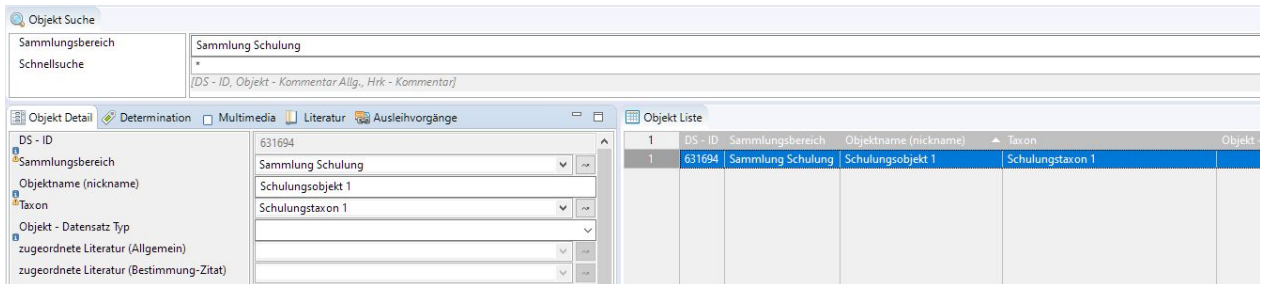 Objekt Suche
Sammlungsbereich
Sammlung Schulung
Schnellsuche
*
[DS - ID, Objekt - Kommentar Allg., Hrk - Kommentar]
Objekt Detail Determination Multimedia Literatur Ausleihvorgänge
DS - ID
631694
Sammlungsbereich
Sammlung Schulung
Objektname (nickname)
Schulungsobjekt 1
Taxon
Schulungstaxon 1
Objekt - Datensatz Typ
zugeordnete Literatur (Allgemein)
zugeordnete Literatur (Bestimmung-Zitat)
Objekt Liste
1 DS - ID Sammlungsbereich Objektname (nickname) Taxon Objekt -
1 631694 Sammlung Schulung Schulungsobjekt 1 Schulungstaxon 1